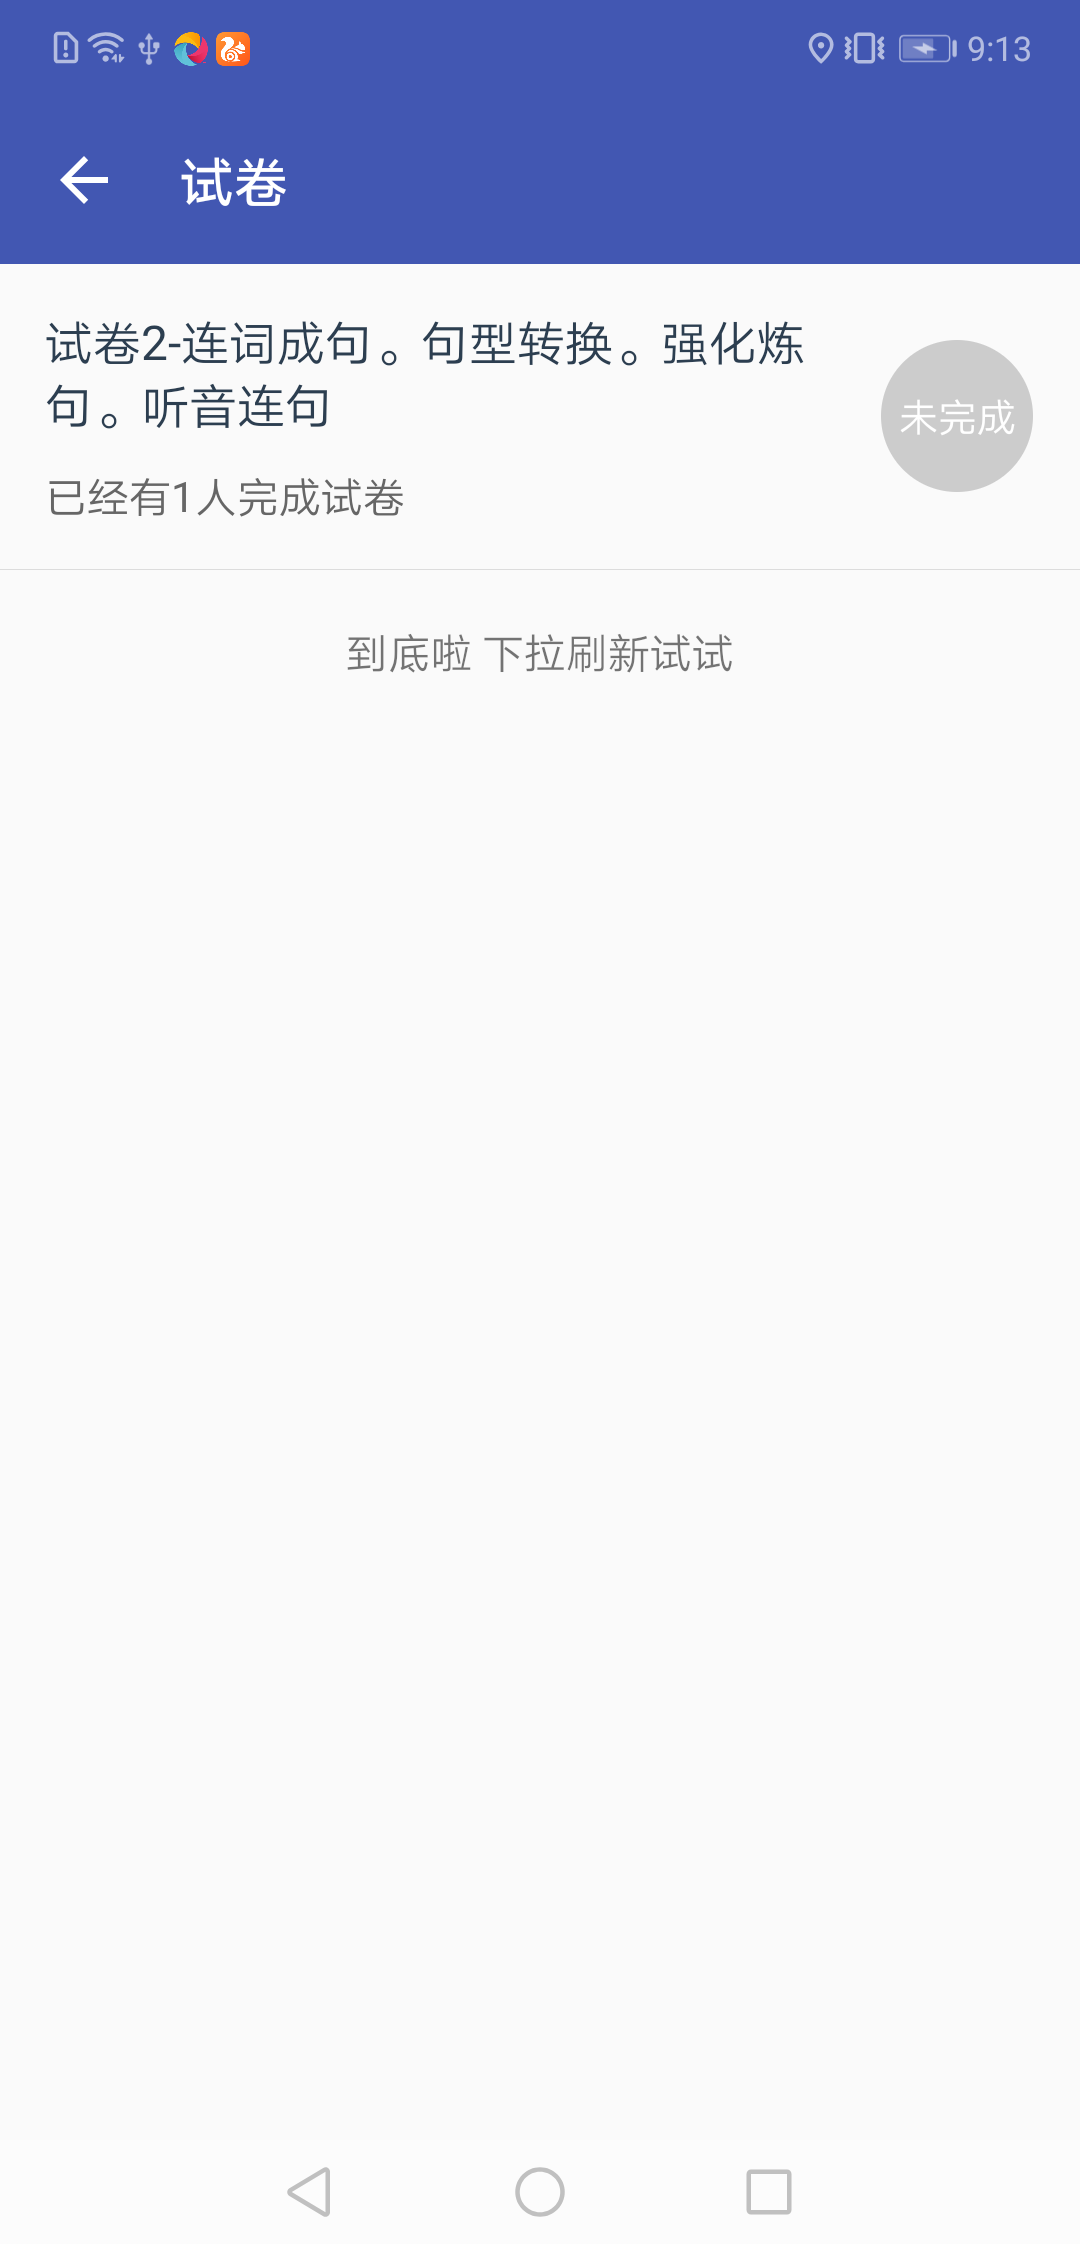 9:13
试卷
试卷2-连词成句。句型转换。强化炼
句。听音连句
未完成
已经有1人完成试卷
到底啦 下拉刷新试试